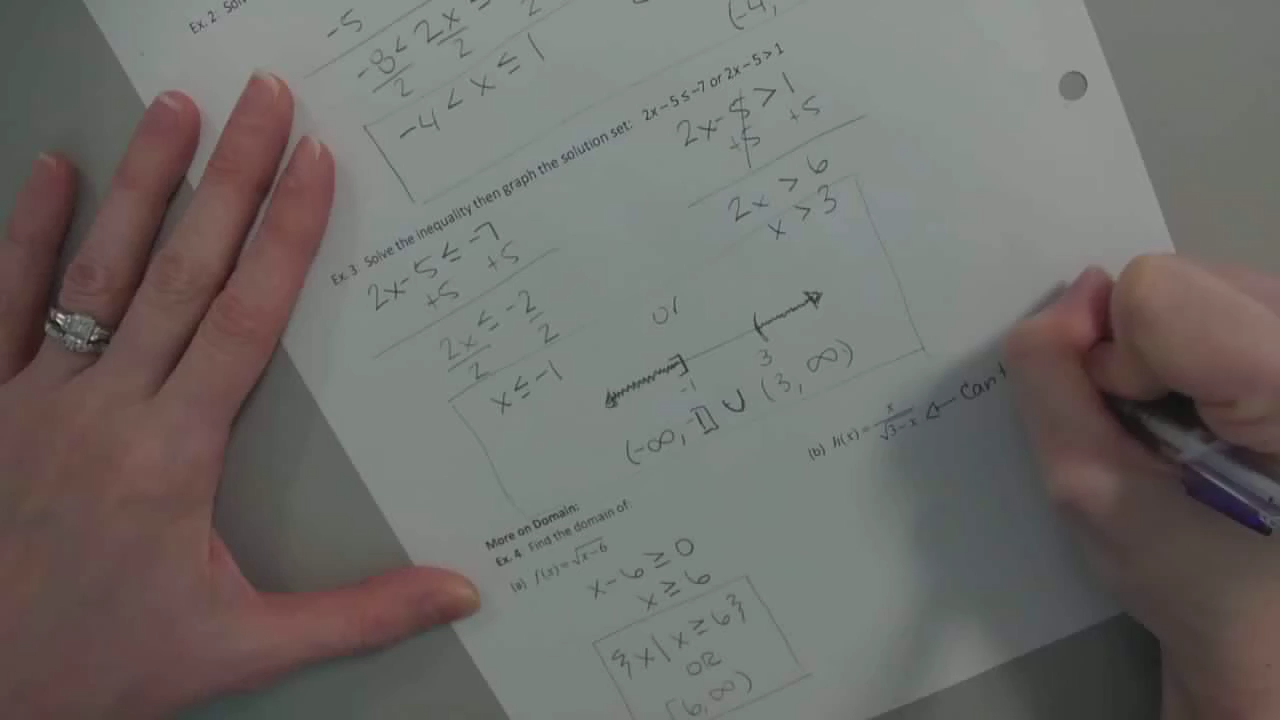 Ex. 2: Solv
-5
2
-8 < 2x ≤
2 2
-4 < x ≤ 1
(-4,
Ex. 3 Solve the inequality then graph the solution set: 2x – 5 ≤ -7 or 2x – 5 > 1
2x - 5 ≤ -7
+5 +5
2x ≤ -2
2 2
x ≤ -1
or
2x - 5 > 1
+5 +5
2x > 6
x > 3
-1 3
(-∞, -1] ∪ (3, ∞)
More on Domain:
Ex. 4 Find the domain of:
(a) f(x) = √x–6
x - 6 ≥ 0
x ≥ 6
{x | x ≥ 6}
OR
[6, ∞)
(b) h(x) = x/√3–x ← can't